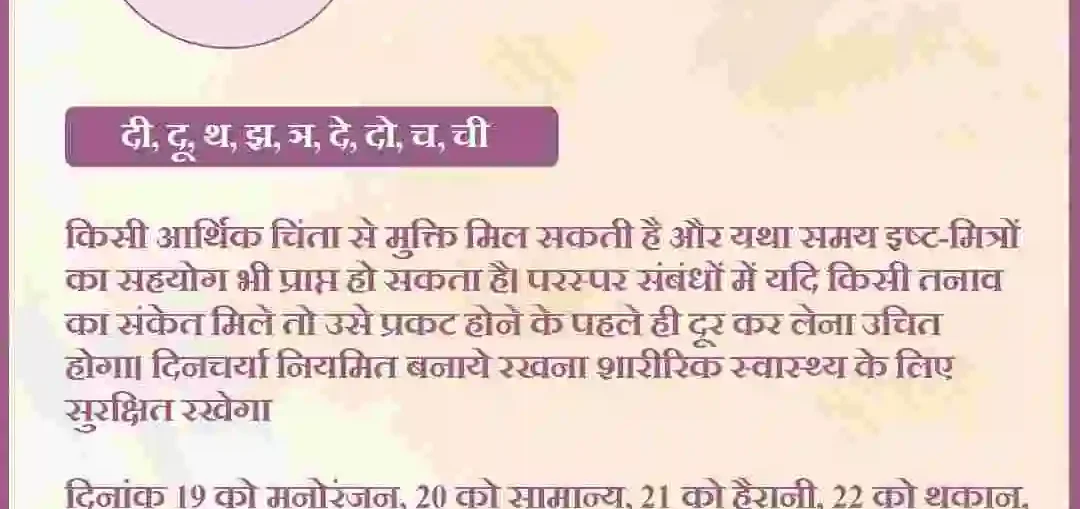 दी, दू, थ, झ, ञ, दे, दो, च, ची
किसी आर्थिक चिंता से मुक्ति मिल सकती है और यथा समय इष्ट-मित्रों
का सहयोग भी प्राप्त हो सकता है। परस्पर संबंधों में यदि किसी तनाव
का संकेत मिले तो उसे प्रकट होने के पहले ही दूर कर लेना उचित
होगा। दिनचर्या नियमित बनाये रखना शारीरिक स्वास्थ्य के लिए
सुरक्षित रखेगा
दिनांक 19 को मनोरंजन, 20 को सामान्य, 21 को हैरानी, 22 को थकान,